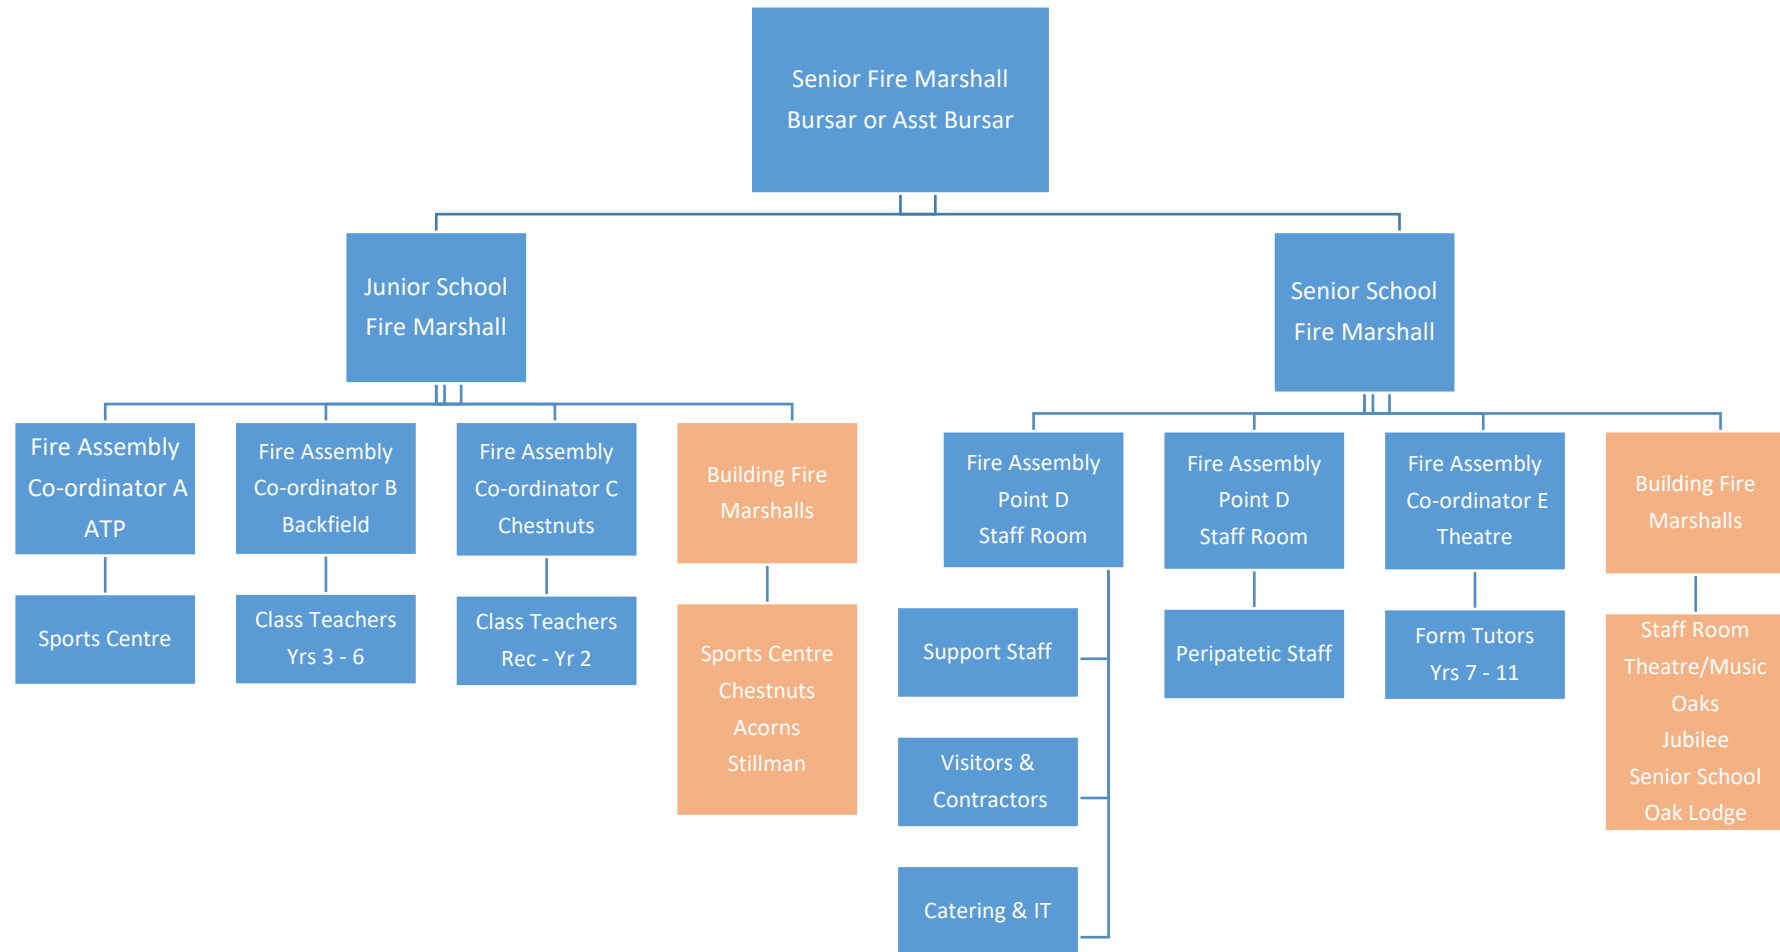 Senior Fire Marshall
Bursar or Asst Bursar
Junior School
Fire Marshall
Senior School
Fire Marshall
Fire Assembly
Co-ordinator A
ATP
Fire Assembly
Co-ordinator B
Backfield
Fire Assembly
Co-ordinator C
Chestnuts
Building Fire
Marshalls
Fire Assembly
Point D
Staff Room
Fire Assembly
Point D
Staff Room
Fire Assembly
Co-ordinator E
Theatre
Building Fire
Marshalls
Sports Centre
Class Teachers
Yrs 3 - 6
Class Teachers
Rec - Yr 2
Sports Centre
Chestnuts
Acorns
Stillman
Support Staff
Visitors &
Contractors
Catering & IT
Peripatetic Staff
Form Tutors
Yrs 7 - 11
Staff Room
Theatre/Music
Oaks
Jubilee
Senior School
Oak Lodge